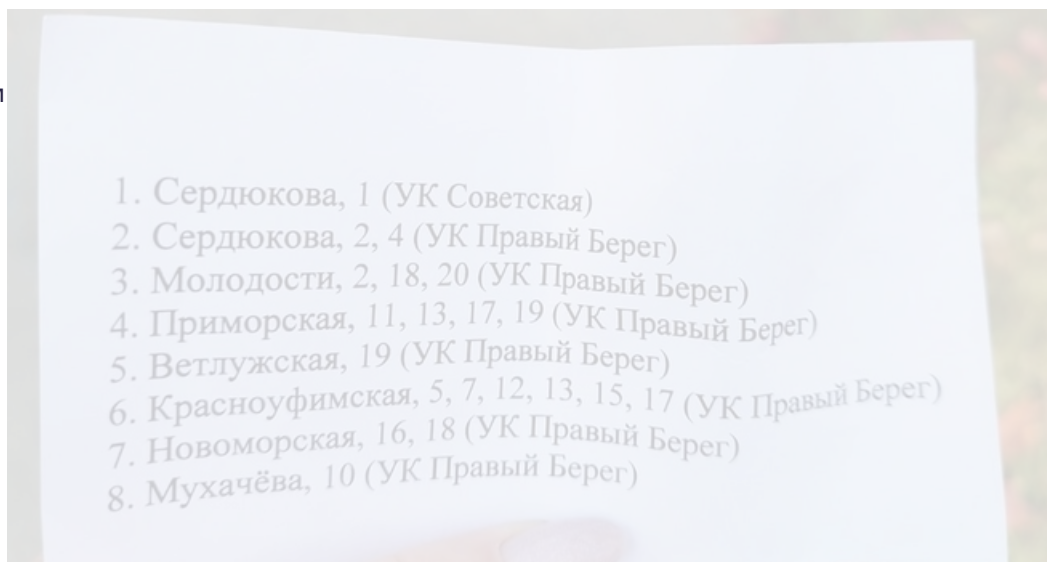 1. Сердюкова, 1 (УК Советская)
2. Сердюкова, 2, 4 (УК Правый Берег)
3. Молодости, 2, 18, 20 (УК Правый Берег)
4. Приморская, 11, 13, 17, 19 (УК Правый Берег)
5. Ветлужская, 19 (УК Правый Берег)
6. Красноуфимская, 5, 7, 12, 13, 15, 17 (УК Правый Берег)
7. Новоморская, 16, 18 (УК Правый Берег)
8. Мухачёва, 10 (УК Правый Берег)